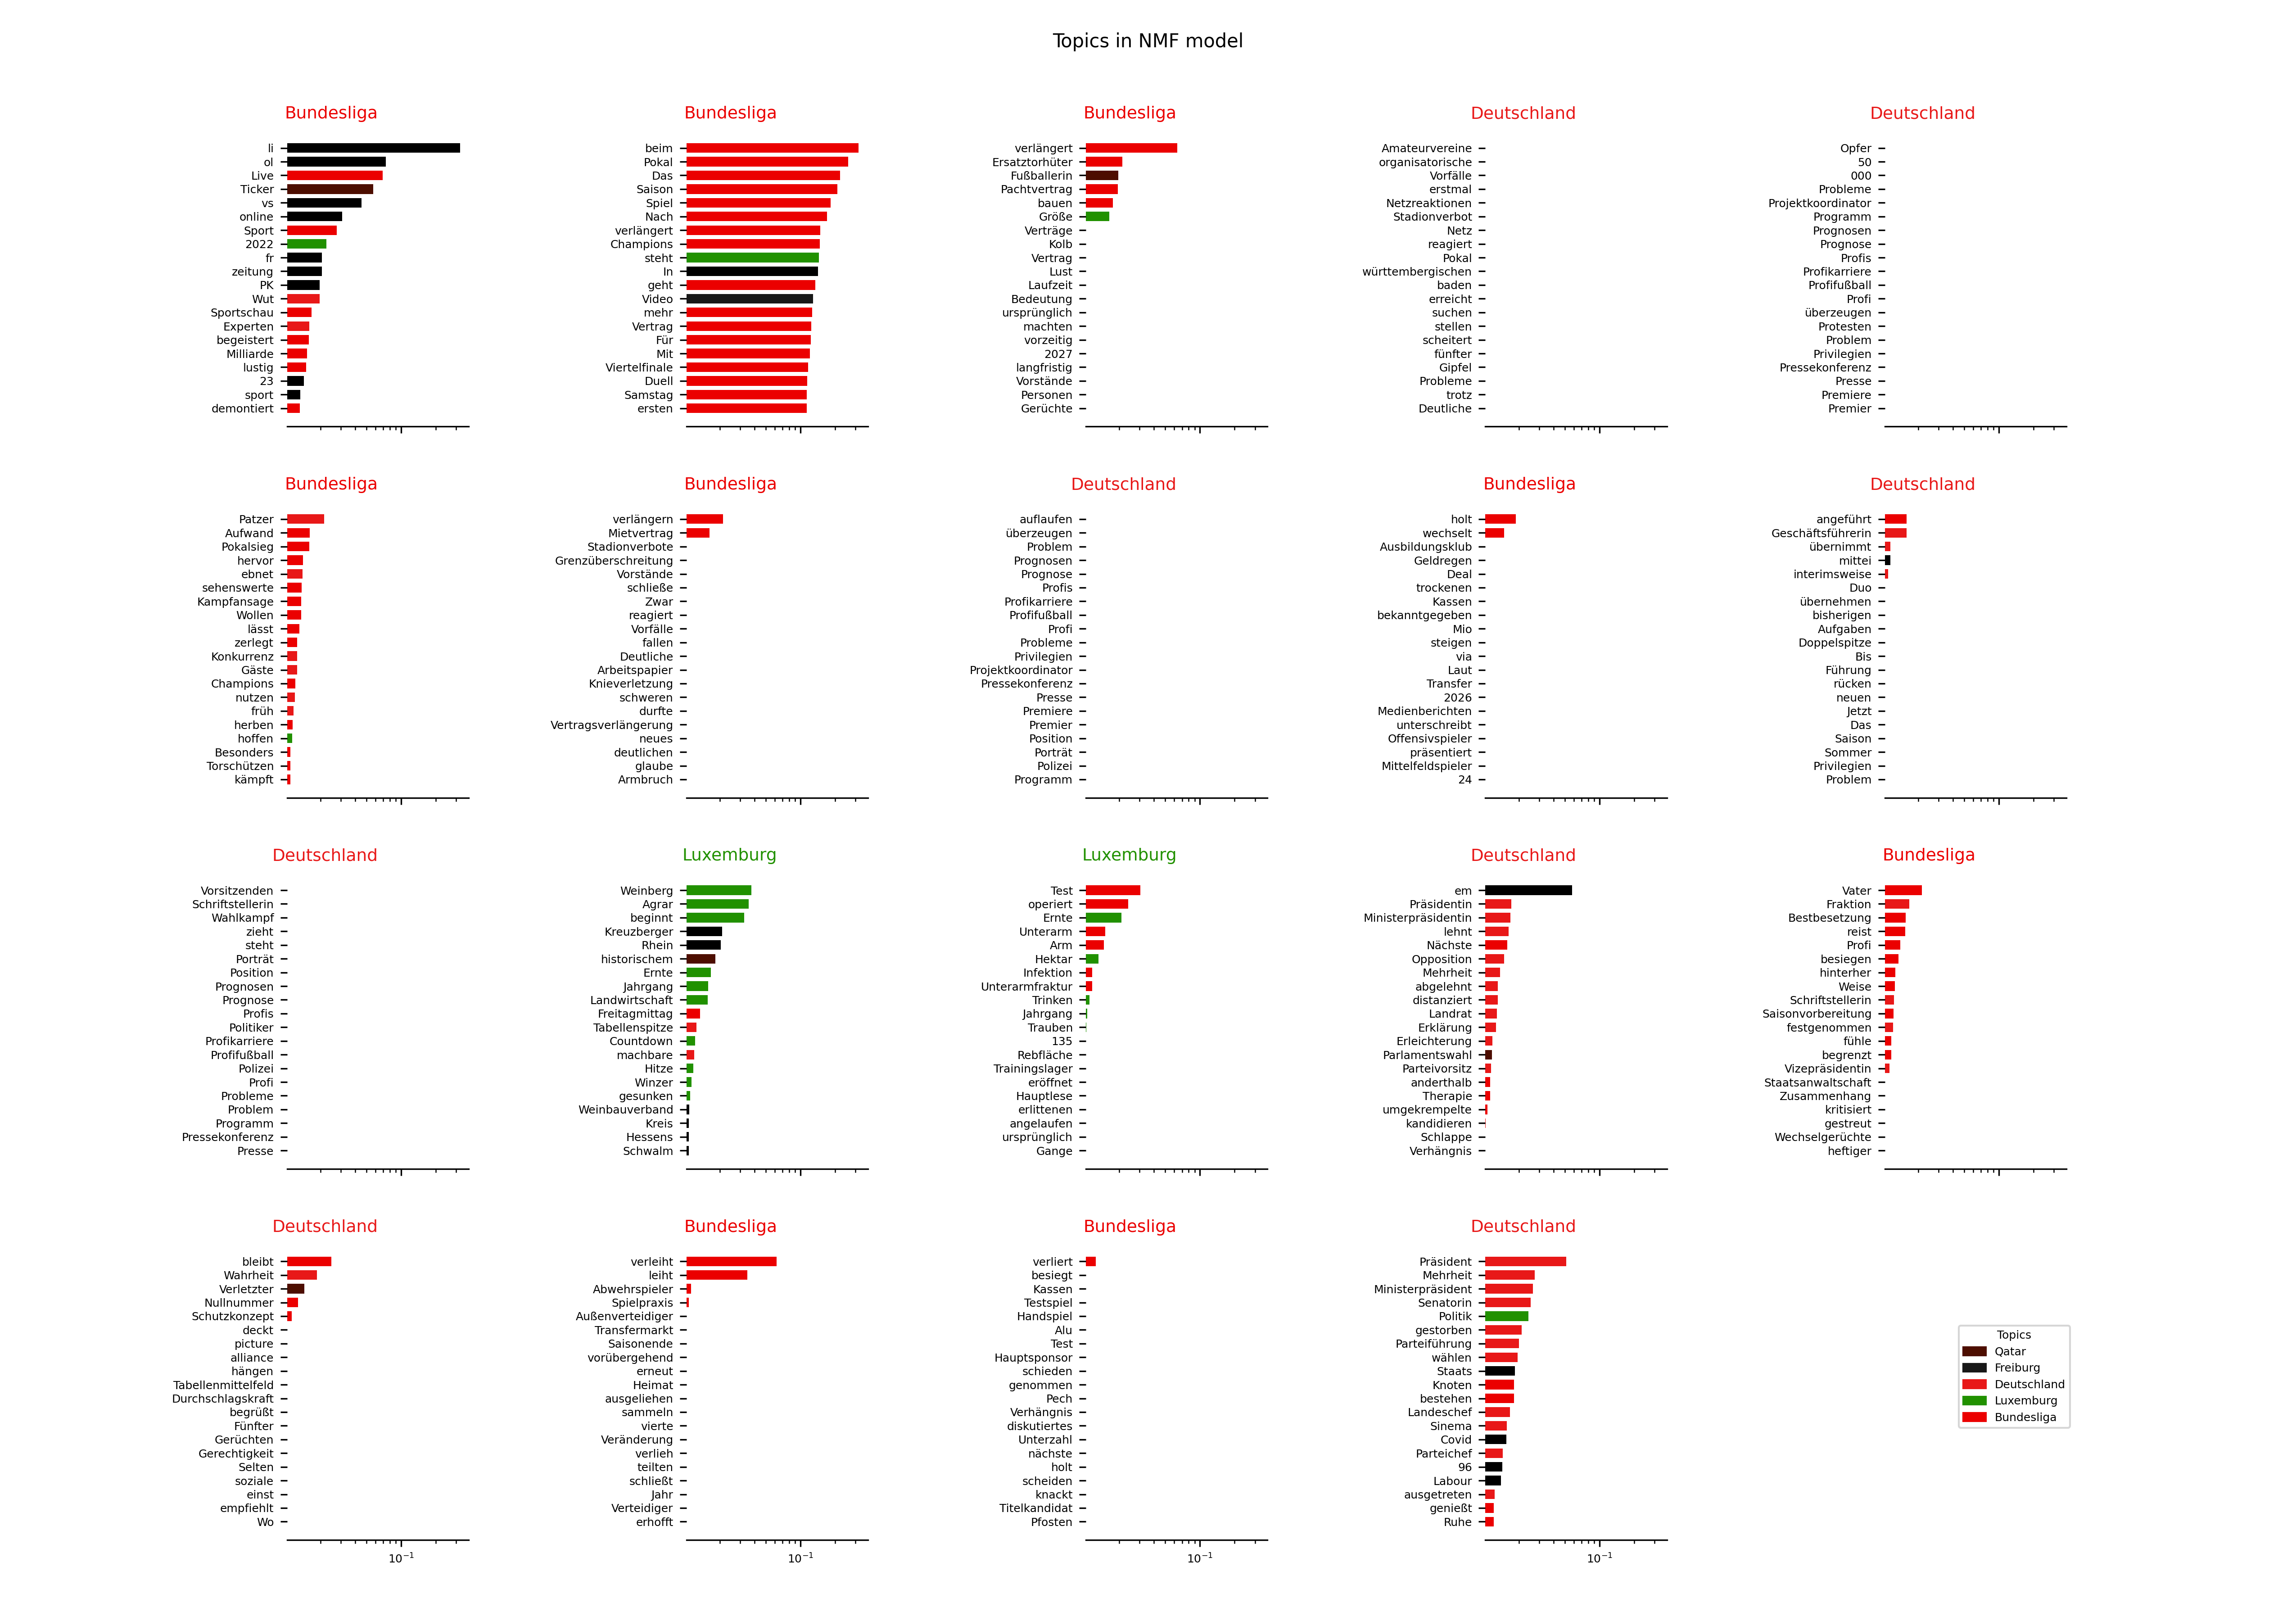 Topics in NMF model
Bundesliga
li
ol
Live
Ticker
vs
online
Sport
2022
fr
zeitung
PK
Wut
Sportschau
Experten
begeistert
Milliarde
lustig
23
sport
demontiert
Bundesliga
beim
Pokal
Das
Saison
Spiel
Nach
verlängert
Champions
steht
In
geht
Video
mehr
Vertrag
Für
Mit
Viertelfinale
Duell
Samstag
ersten
Bundesliga
verlängert
Ersatztorhüter
Fußballerin
Pachtvertrag
bauen
Größe
Verträge
Kolb
Vertrag
Lust
Laufzeit
Bedeutung
ursprünglich
machten
vorzeitig
2027
langfristig
Vorstände
Personen
Gerüchte
Deutschland
Amateurvereine
organisatorische
Vorfälle
erstmal
Netzreaktionen
Stadionverbot
Netz
reagiert
Pokal
württembergischen
baden
erreicht
suchen
stellen
scheitert
fünfter
Gipfel
Probleme
trotz
Deutliche
Deutschland
Opfer
50
000
Probleme
Projektkoordinator
Programm
Prognosen
Prognose
Profis
Profikarriere
Profifußball
Profi
überzeugen
Protesten
Problem
Privilegien
Pressekonferenz
Presse
Premiere
Premier
Bundesliga
Patzer
Aufwand
Pokalsieg
hervor
ebnet
sehenswerte
Kampfansage
Wollen
lässt
zerlegt
Konkurrenz
Gäste
Champions
nutzen
früh
herben
hoffen
Besonders
Torschützen
kämpft
Bundesliga
verlängern
Mietvertrag
Stadionverbote
Grenzüberschreitung
Vorstände
schließe
Zwar
reagiert
Vorfälle
fallen
Deutliche
Arbeitspapier
Knieverletzung
schweren
durfte
Vertragsverlängerung
neues
deutlichen
glaube
Armbruch
Deutschland
auflaufen
überzeugen
Problem
Prognosen
Prognose
Profis
Profikarriere
Profifußball
Profi
Probleme
Privilegien
Projektkoordinator
Pressekonferenz
Presse
Premiere
Premier
Position
Porträt
Polizei
Programm
Bundesliga
holt
wechselt
Ausbildungsklub
Geldregen
Deal
trockenen
Kassen
bekanntgegeben
Mio
steigen
via
Laut
Transfer
2026
Medienberichten
unterschreibt
Offensivspieler
präsentiert
Mittelfeldspieler
24
Deutschland
angeführt
Geschäftsführerin
übernimmt
mittei
interimsweise
Duo
übernehmen
bisherigen
Aufgaben
Doppelspitze
Bis
Führung
rücken
neuen
Jetzt
Das
Saison
Sommer
Privilegien
Problem
Deutschland
Vorsitzenden
Schriftstellerin
Wahlkampf
zieht
steht
Porträt
Position
Prognosen
Prognose
Profis
Politiker
Profikarriere
Profifußball
Polizei
Profi
Probleme
Problem
Programm
Pressekonferenz
Presse
Luxemburg
Weinberg
Agrar
beginnt
Kreuzberger
Rhein
historischem
Ernte
Jahrgang
Landwirtschaft
Freitagmittag
Tabellenspitze
Countdown
machbare
Hitze
Winzer
gesunken
Weinbauverband
Kreis
Hessens
Schwalm
Luxemburg
Test
operiert
Ernte
Unterarm
Arm
Hektar
Infektion
Unterarmfraktur
Trinken
Jahrgang
Trauben
135
Rebfläche
Trainingslager
eröffnet
Hauptlese
erlittenen
angelaufen
ursprünglich
Gange
Deutschland
em
Präsidentin
Ministerpräsidentin
lehnt
Nächste
Opposition
Mehrheit
abgelehnt
distanziert
Landrat
Erklärung
Erleichterung
Parlamentswahl
Parteivorsitz
anderthalb
Therapie
umgekrempelte
kandidieren
Schlappe
Verhängnis
Bundesliga
Vater
Fraktion
Bestbesetzung
reist
Profi
besiegen
hinterher
Weise
Schriftstellerin
Saisonvorbereitung
festgenommen
fühle
begrenzt
Vizepräsidentin
Staatsanwaltschaft
Zusammenhang
kritisiert
gestreut
Wechselgerüchte
heftiger
Deutschland
bleibt
Wahrheit
Verletzter
Nullnummer
Schutzkonzept
deckt
picture
alliance
hängen
Tabellenmittelfeld
Durchschlagskraft
begrüßt
Fünfter
Gerüchten
Gerechtigkeit
Selten
soziale
einst
empfiehlt
Wo
10⁻¹
Bundesliga
verleiht
leiht
Abwehrspieler
Spielpraxis
Außenverteidiger
Transfermarkt
Saisonende
vorübergehend
erneut
Heimat
ausgeliehen
sammeln
vierte
Veränderung
verlieh
teilten
schließt
Jahr
Verteidiger
erhofft
10⁻¹
Bundesliga
verliert
besiegt
Kassen
Testspiel
Handspiel
Alu
Test
Hauptsponsor
schieden
genommen
Pech
Verhängnis
diskutiertes
Unterzahl
nächste
holt
scheiden
knackt
Titelkandidat
Pfosten
10⁻¹
Deutschland
Präsident
Mehrheit
Ministerpräsident
Senatorin
Politik
gestorben
Parteiführung
wählen
Staats
Knoten
bestehen
Landeschef
Sinema
Covid
Parteichef
96
Labour
ausgetreten
genießt
Ruhe
10⁻¹
Topics
Qatar
Freiburg
Deutschland
Luxemburg
Bundesliga